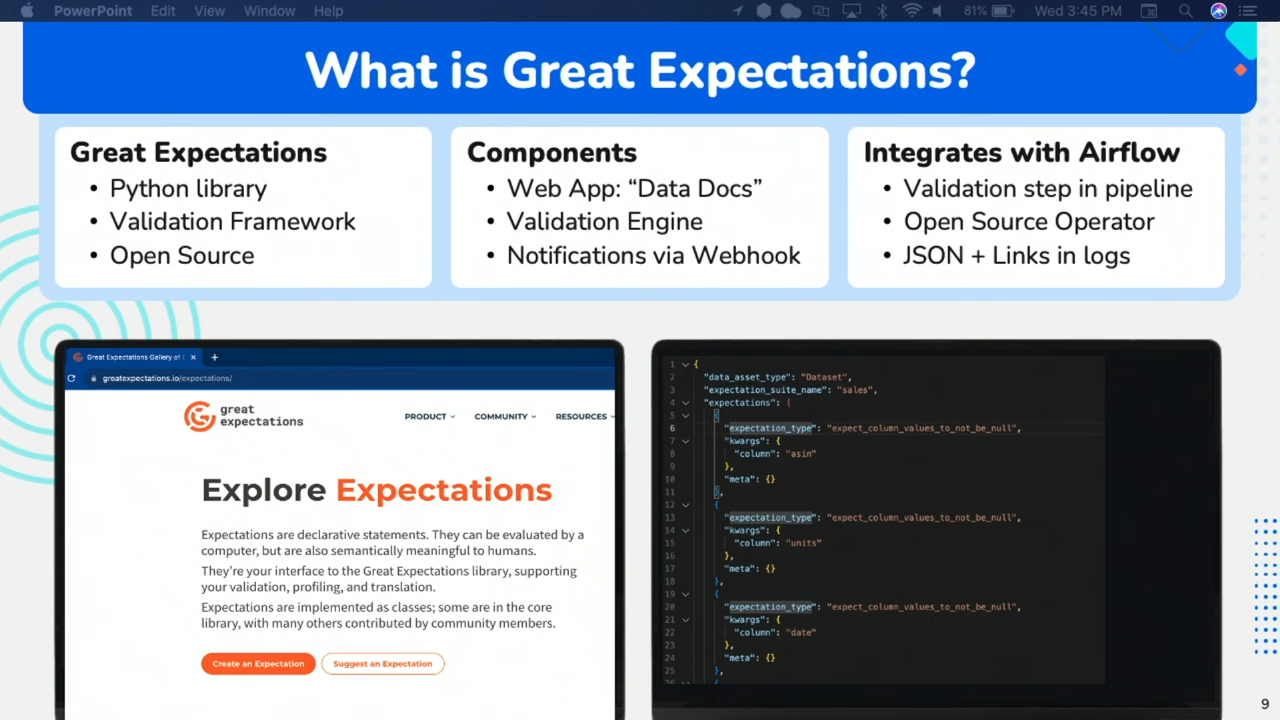 PowerPoint Edit View Window Help 81% Wed 3:45 PM
What is Great Expectations?
Great Expectations
• Python library
• Validation Framework
• Open Source
Components
• Web App: “Data Docs”
• Validation Engine
• Notifications via Webhook
Integrates with Airflow
• Validation step in pipeline
• Open Source Operator
• JSON + Links in logs
Great Expectations Gallery of
greatexpectations.io/expectations/
great
expectations
PRODUCT COMMUNITY RESOURCES
Explore Expectations
Expectations are declarative statements. They can be evaluated by a
computer, but are also semantically meaningful to humans.
They’re your interface to the Great Expectations library, supporting
your validation, profiling, and translation.
Expectations are implemented as classes; some are in the core
library, with many others contributed by community members.
Create an Expectation Suggest an Expectation
1 {
2 "data_asset_type": "Dataset",
3 "expectation_suite_name": "sales",
4 "expectations": [
5 {
6 "expectation_type": "expect_column_values_to_not_be_null",
7 "kwargs": {
8 "column": "asin"
9 },
10 "meta": {}
11 },
12 {
13 "expectation_type": "expect_column_values_to_not_be_null",
14 "kwargs": {
15 "column": "units"
16 },
17 "meta": {}
18 },
19 {
20 "expectation_type": "expect_column_values_to_not_be_null",
21 "kwargs": {
22 "column": "date"
23 },
24 "meta": {}
25 },
26 {
9